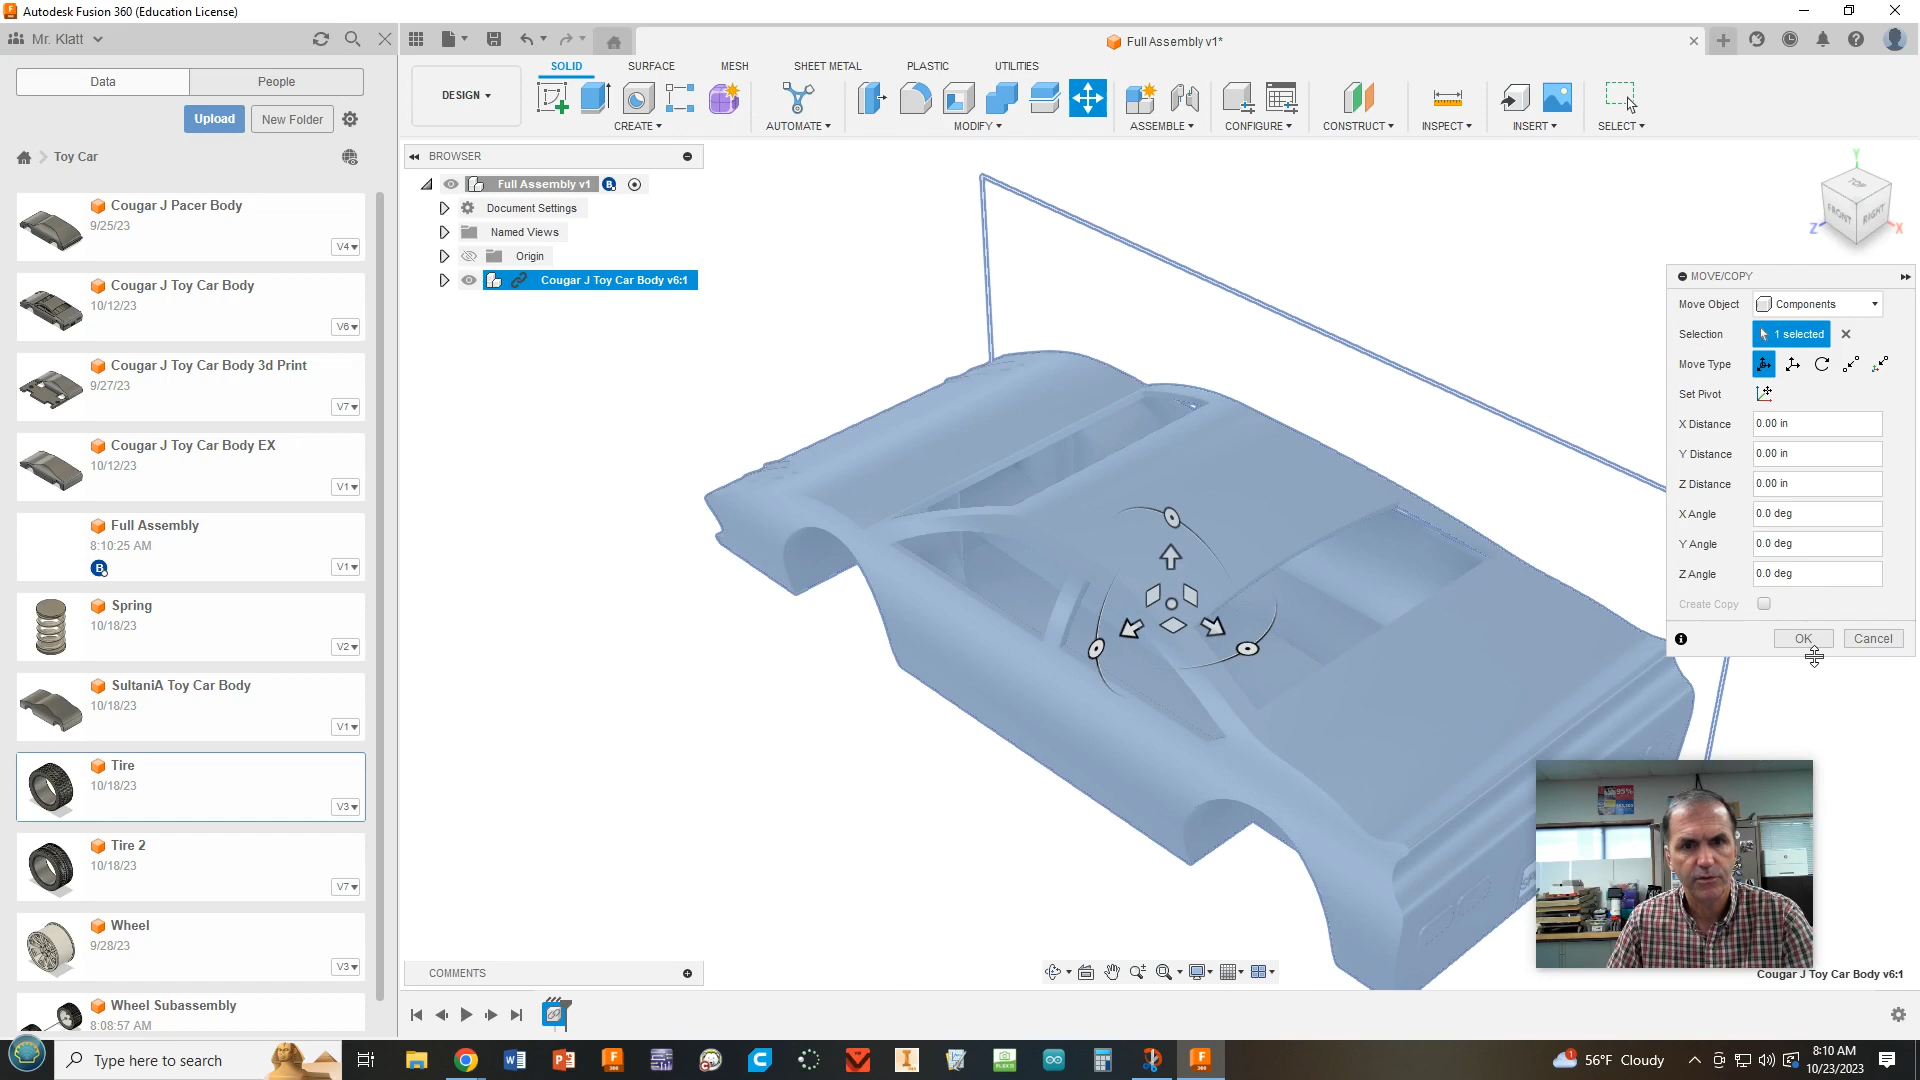 Autodesk Fusion 360 (Education License)
Mr. Klatt
Full Assembly v1*
Data
People
Upload
New Folder
Toy Car
Cougar J Pacer Body
9/25/23
V4
Cougar J Toy Car Body
10/12/23
V6
Cougar J Toy Car Body 3d Print
9/27/23
V7
Cougar J Toy Car Body EX
10/12/23
V1
Full Assembly
8:10:25 AM
B
V1
Spring
10/18/23
V2
SultaniA Toy Car Body
10/18/23
V1
Tire
10/18/23
V3
Tire 2
10/18/23
V7
Wheel
9/28/23
V3
Wheel Subassembly
8:08:57 AM
DESIGN
SOLID
SURFACE
MESH
SHEET METAL
PLASTIC
UTILITIES
CREATE
AUTOMATE
MODIFY
ASSEMBLE
CONFIGURE
CONSTRUCT
INSPECT
INSERT
SELECT
BROWSER
Full Assembly v1
Document Settings
Named Views
Origin
Cougar J Toy Car Body v6:1
Y
TOP
FRONT
RIGHT
Z
X
MOVE/COPY
Move Object
Components
Selection
1 selected
Move Type
Set Pivot
X Distance
0.00 in
Y Distance
0.00 in
Z Distance
0.00 in
X Angle
0.0 deg
Y Angle
0.0 deg
Z Angle
0.0 deg
Create Copy
OK
Cancel
95%
COMMENTS
Cougar J Toy Car Body v6:1
Type here to search
56°F Cloudy
8:10 AM
10/23/2023